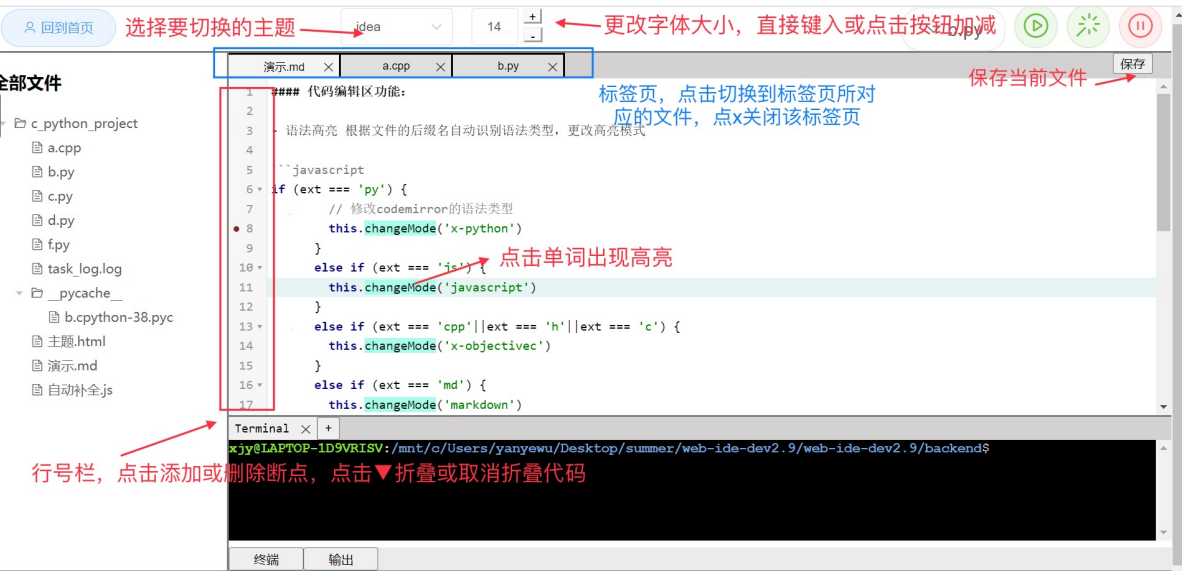 回到首页
选择要切换的主题
idea
14
+
-
更改字体大小，直接键入或点击按钮加减
b.py
全部文件
c_python_project
a.cpp
b.py
c.py
d.py
f.py
task_log.log
__pycache__
b.cpython-38.pyc
主题.html
演示.md
自动补全.js
演示.md ×
a.cpp ×
b.py ×
保存
保存当前文件
标签页，点击切换到标签页所对
应的文件，点x关闭该标签页
1 #### 代码编辑区功能：
2
3 - 语法高亮 根据文件的后缀名自动识别语法类型，更改高亮模式
4
5 ```javascript
6 if (ext === 'py') {
7 // 修改codemirror的语法类型
8 this.changeMode('x-python')
9 }
10 else if (ext === 'js') {
11 this.changeMode('javascript')
12 }
13 else if (ext === 'cpp'||ext === 'h'||ext === 'c') {
14 this.changeMode('x-objectivec')
15 }
16 else if (ext === 'md') {
17 this.changeMode('markdown')
点击单词出现高亮
Terminal × +
xjy@LAPTOP-1D9VRISV:/mnt/c/Users/yanyewu/Desktop/summer/web-ide-dev2.9/web-ide-dev2.9/backend$
行号栏，点击添加或删除断点，点击▼折叠或取消折叠代码
终端
输出